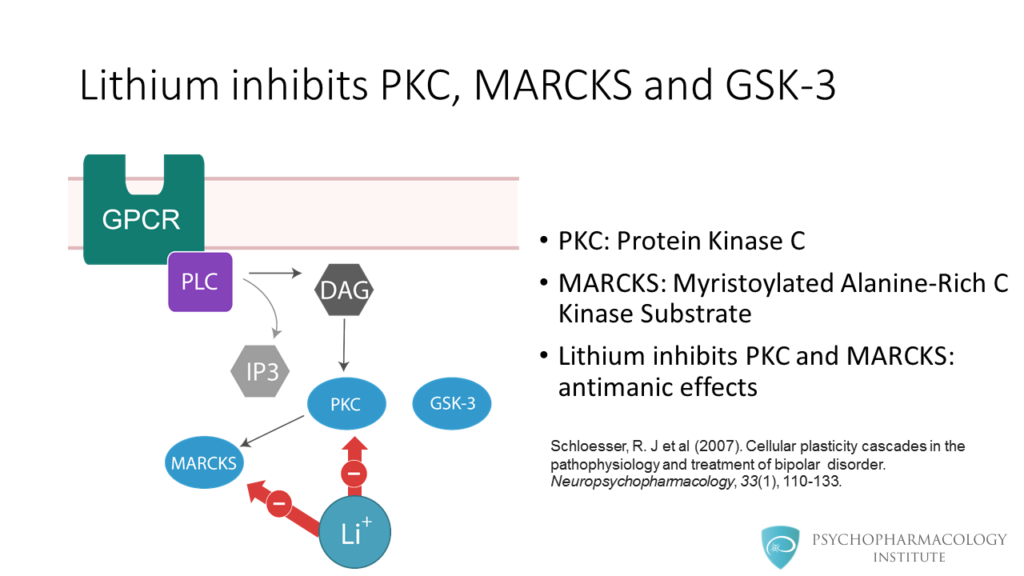 Lithium inhibits PKC, MARCKS and GSK-3
GPCR
PLC
DAG
IP3
PKC
GSK-3
MARCKS
−
−
Li+
• PKC: Protein Kinase C
• MARCKS: Myristoylated Alanine-Rich C
Kinase Substrate
• Lithium inhibits PKC and MARCKS:
antimanic effects
Schloesser, R. J et al (2007). Cellular plasticity cascades in the
pathophysiology and treatment of bipolar disorder.
Neuropsychopharmacology, 33(1), 110-133.
PSYCHOPHARMACOLOGY
INSTITUTE